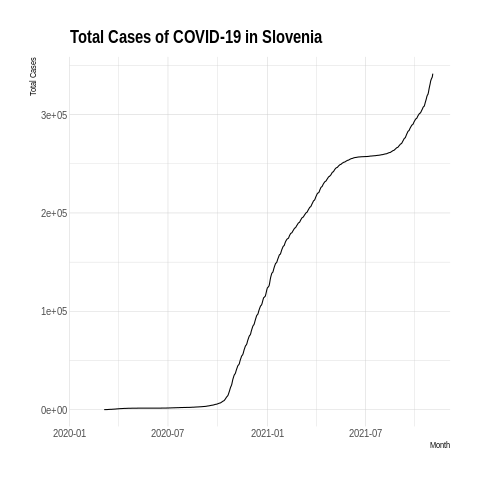 Total Cases of COVID-19 in Slovenia
Total Cases
3e+05
2e+05
1e+05
0e+00
2020-01 2020-07 2021-01 2021-07
Month